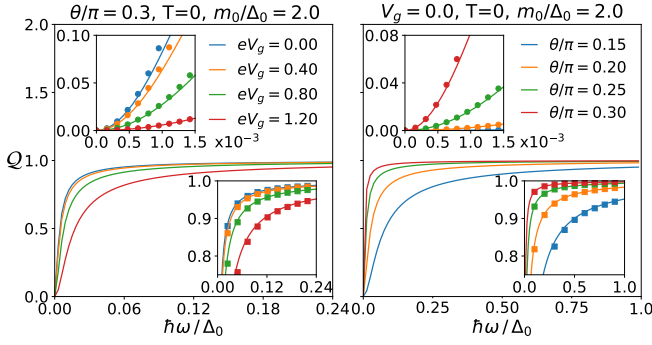 θ/π = 0.3, T=0, m₀/Δ₀ = 2.0
2.0
1.5
1.0
0.5
0.0
𝒬
0.10
0.05
0.00
0.0 0.5 1.0 1.5 x10⁻³
eV_g = 0.00
eV_g = 0.40
eV_g = 0.80
eV_g = 1.20
1.0
0.9
0.8
0.00 0.12 0.24
0.00 0.06 0.12 0.18 0.24
ħω/Δ₀
V_g = 0.0, T=0, m₀/Δ₀ = 2.0
0.08
0.04
0.00
0.0 0.5 1.0 1.5 x10⁻³
θ/π = 0.15
θ/π = 0.20
θ/π = 0.25
θ/π = 0.30
1.0
0.9
0.8
0.0 0.5 1.0
0.0 0.25 0.50 0.75 1.0
ħω/Δ₀